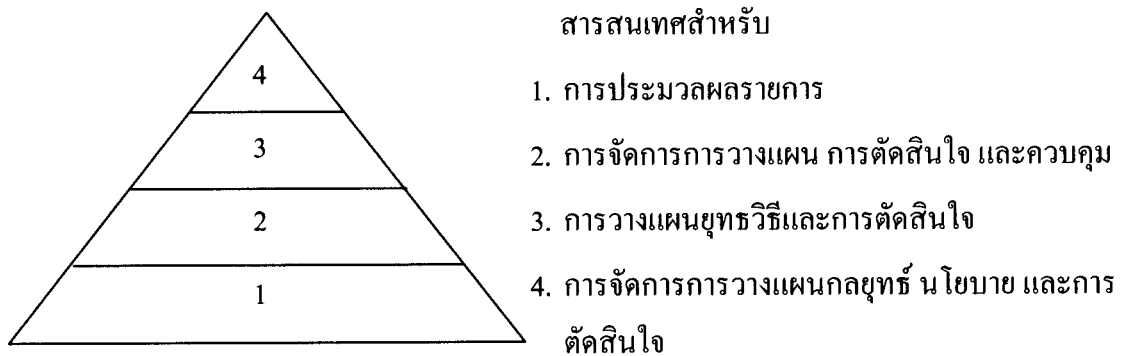 สารสนเทศสำหรับ
4
1. การประมวลผลรายการ
3
2. การจัดการการวางแผน การตัดสินใจ และควบคุม
2
3. การวางแผนยุทธวิธีและการตัดสินใจ
1
4. การจัดการการวางแผนกลยุทธ์ นโยบาย และการ
ตัดสินใจ